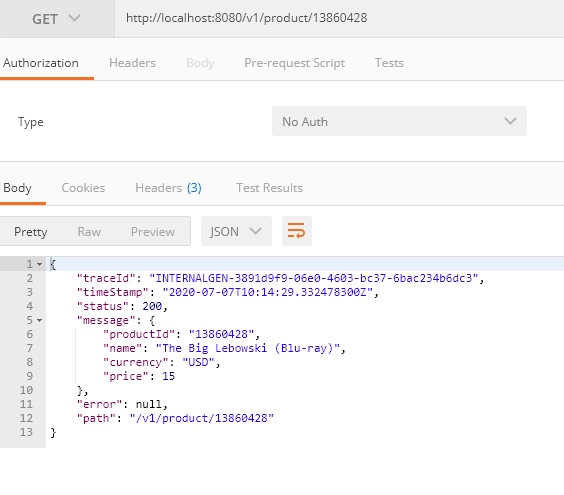 GET http://localhost:8080/v1/product/13860428
Authorization Headers Body Pre-request Script Tests
Type No Auth
Body Cookies Headers (3) Test Results
Pretty Raw Preview JSON
1 {
2 "traceId": "INTERNALGEN-3891d9f9-06e0-4603-bc37-6bac234b6dc3",
3 "timeStamp": "2020-07-07T10:14:29.332478300Z",
4 "status": 200,
5 "message": {
6 "productId": "13860428",
7 "name": "The Big Lebowski (Blu-ray)",
8 "currency": "USD",
9 "price": 15
10 },
11 "error": null,
12 "path": "/v1/product/13860428"
13 }